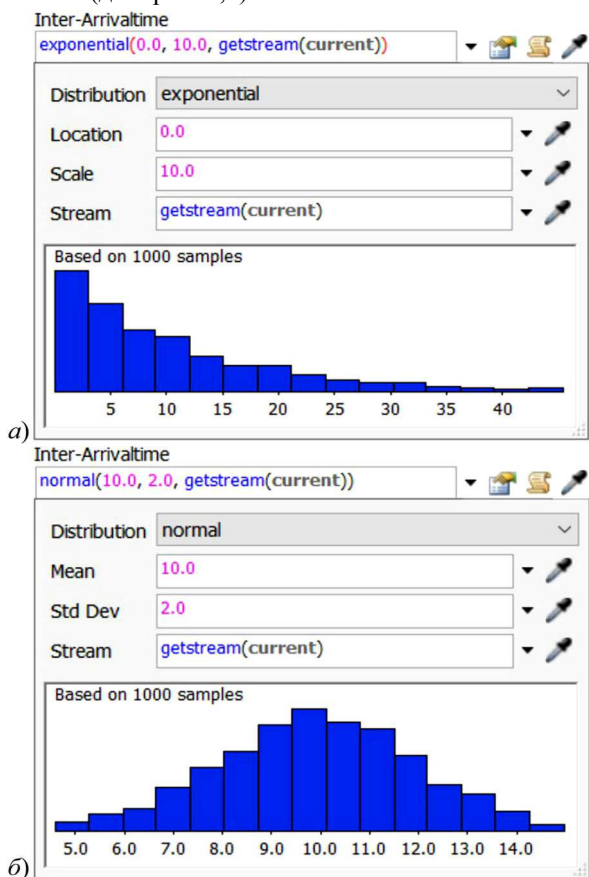 Inter-Arrivaltime
exponential(0.0, 10.0, getstream(current))
Distribution exponential
Location 0.0
Scale 10.0
Stream getstream(current)
Based on 1000 samples
5 10 15 20 25 30 35 40
а)
Inter-Arrivaltime
normal(10.0, 2.0, getstream(current))
Distribution normal
Mean 10.0
Std Dev 2.0
Stream getstream(current)
Based on 1000 samples
5.0 6.0 7.0 8.0 9.0 10.0 11.0 12.0 13.0 14.0
б)